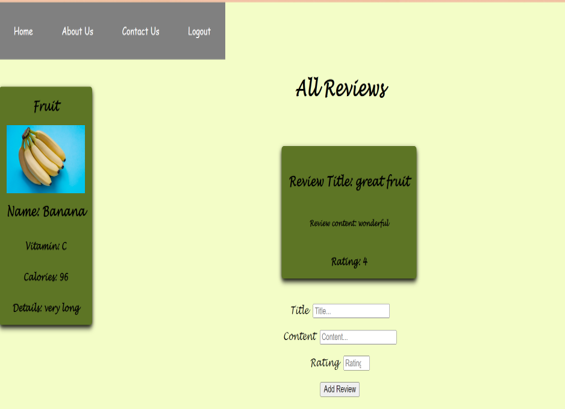 Home About Us Contact Us Logout
All Reviews
Fruit
Name: Banana
Vitamin: C
Calories: 96
Details: very long
Review Title: great fruit
Review content: wonderful
Rating: 4
Title Title...
Content Content...
Rating Rating
Add Review